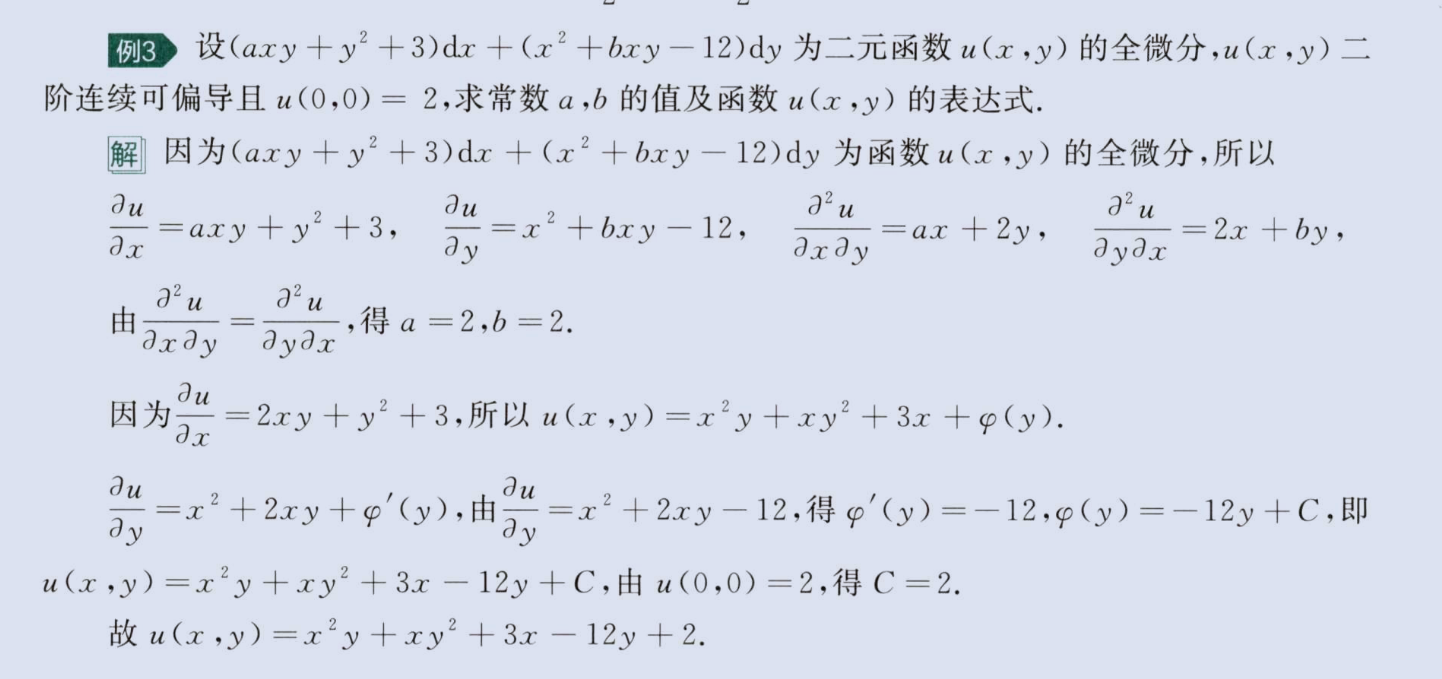 例3 设(axy＋y²＋3)dx＋(x²＋bxy－12)dy 为二元函数 u(x,y) 的全微分,u(x,y) 二
阶连续可偏导且 u(0,0)＝ 2,求常数 a,b 的值及函数 u(x,y) 的表达式.
解 因为(axy＋y²＋3)dx＋(x²＋bxy－12)dy 为函数 u(x,y) 的全微分,所以
∂u/∂x＝axy＋y²＋3, ∂u/∂y＝x²＋bxy－12, ∂²u/∂x∂y＝ax＋2y, ∂²u/∂y∂x＝2x＋by,
由∂²u/∂x∂y＝∂²u/∂y∂x,得 a＝2,b＝2.
因为∂u/∂x＝2xy＋y²＋3,所以 u(x,y)＝x²y＋xy²＋3x＋φ(y).
∂u/∂y＝x²＋2xy＋φ′(y),由∂u/∂y＝x²＋2xy－12,得 φ′(y)＝－12,φ(y)＝－12y＋C,即
u(x,y)＝x²y＋xy²＋3x－12y＋C,由 u(0,0)＝2,得 C＝2.
故 u(x,y)＝x²y＋xy²＋3x－12y＋2.